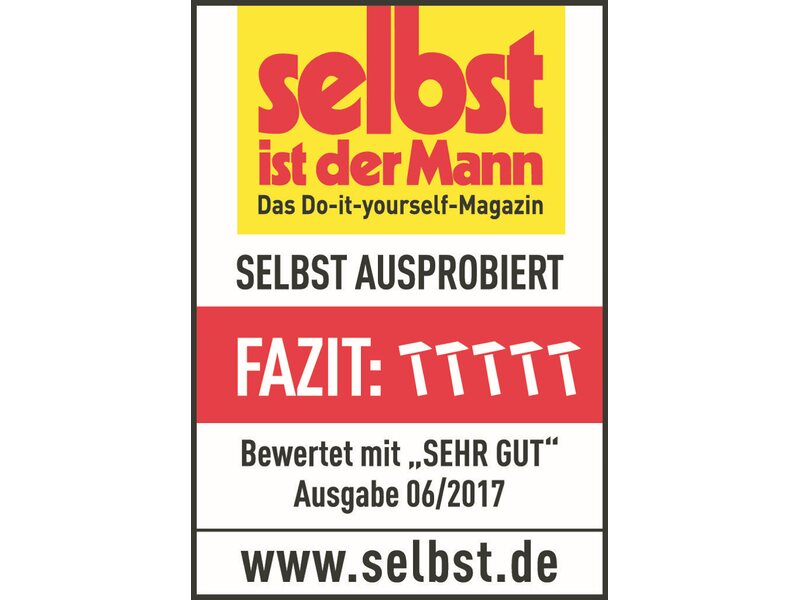 selbst
ist der Mann
Das Do-it-yourself-Magazin
SELBST AUSPROBIERT
FAZIT:
Bewertet mit „SEHR GUT“
Ausgabe 06/2017
www.selbst.de